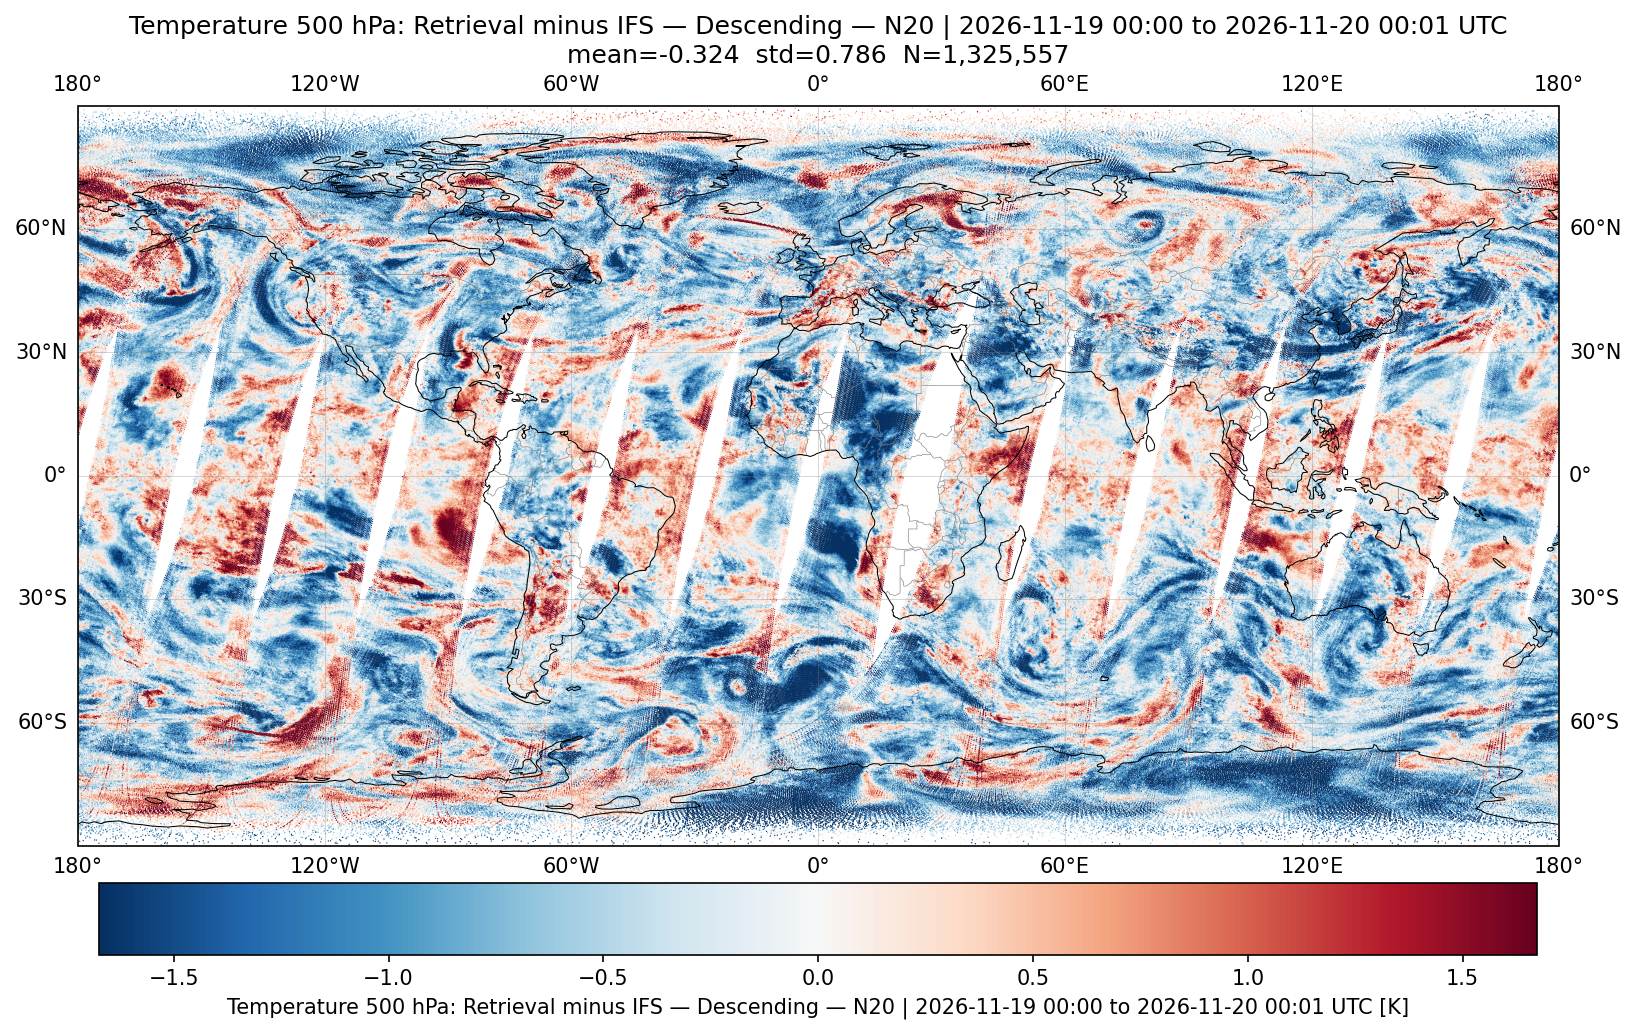 Temperature 500 hPa: Retrieval minus IFS — Descending — N20 | 2026-11-19 00:00 to 2026-11-20 00:01 UTC
mean=-0.324  std=0.786  N=1,325,557
180° 120°W 60°W 0° 60°E 120°E 180°
60°N 60°N
30°N 30°N
0° 0°
30°S 30°S
60°S 60°S
180° 120°W 60°W 0° 60°E 120°E 180°
−1.5 −1.0 −0.5 0.0 0.5 1.0 1.5
Temperature 500 hPa: Retrieval minus IFS — Descending — N20 | 2026-11-19 00:00 to 2026-11-20 00:01 UTC [K]